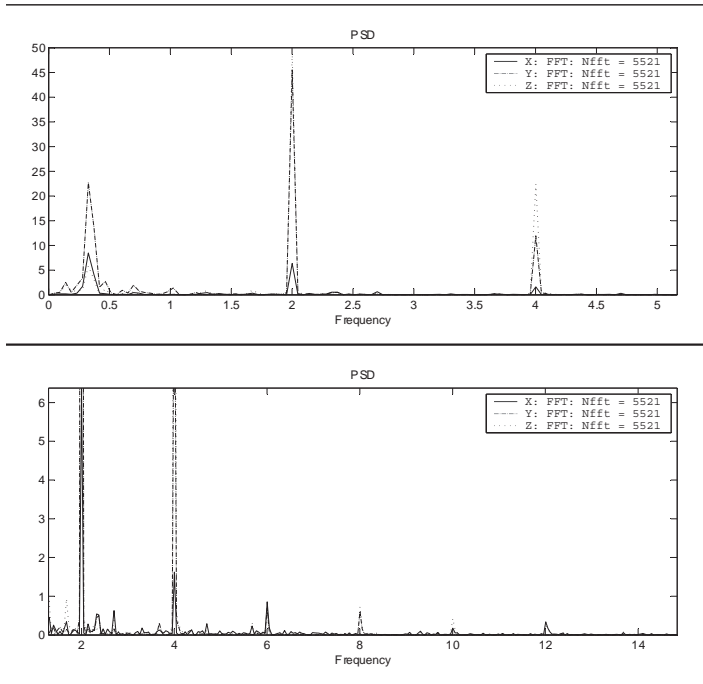 PSD
50
45
40
35
30
25
20
15
10
5
0
X: FFT: Nfft = 5521
Y: FFT: Nfft = 5521
Z: FFT: Nfft = 5521
0 0.5 1 1.5 2 2.5 3 3.5 4 4.5 5
Frequency
PSD
6
5
4
3
2
1
0
X: FFT: Nfft = 5521
Y: FFT: Nfft = 5521
Z: FFT: Nfft = 5521
2 4 6 8 10 12 14
Frequency